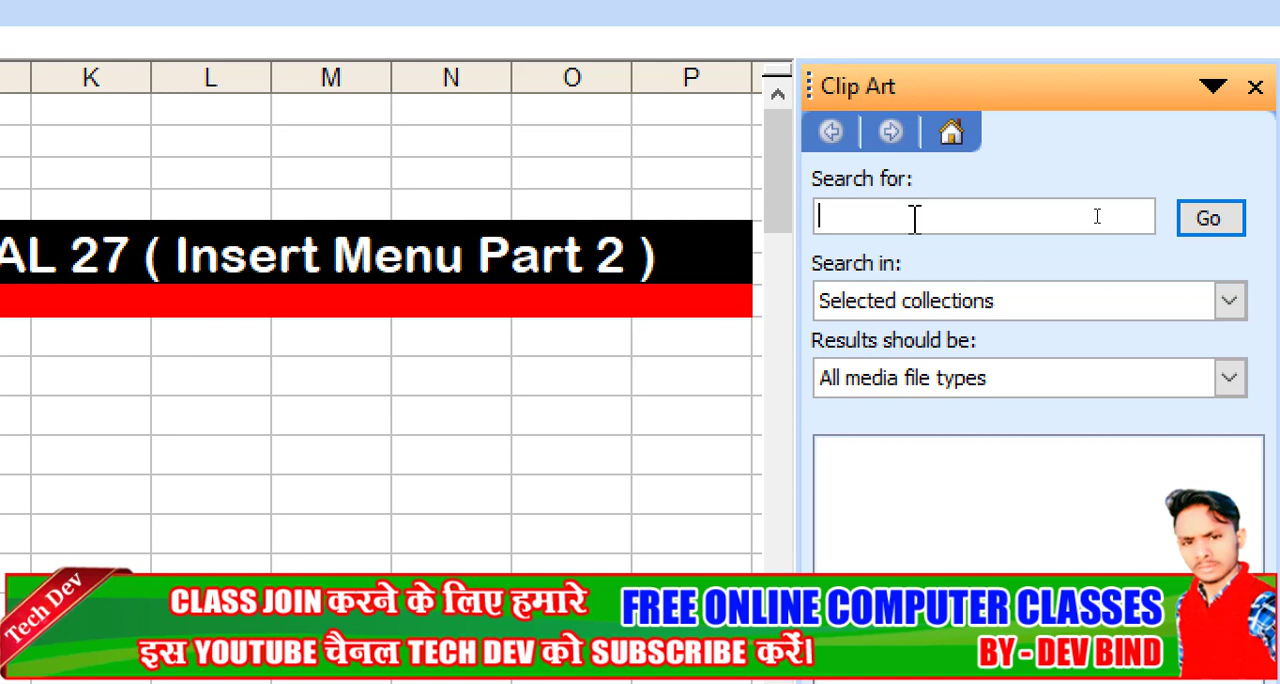 K L M N O P
Clip Art
Search for:
Go
AL 27 ( Insert Menu Part 2 )
Search in:
Selected collections
Results should be:
All media file types
Tech Dev
CLASS JOIN करने के लिए हमारे
इस YOUTUBE चैनल TECH DEV को SUBSCRIBE करें।
FREE ONLINE COMPUTER CLASSES
BY - DEV BIND